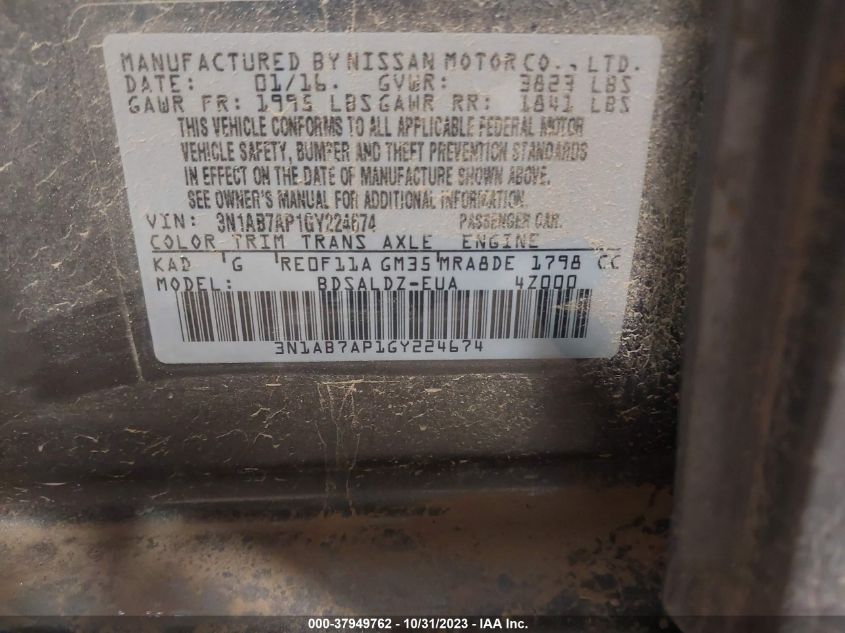 MANUFACTURED BY NISSAN MOTOR CO., LTD.
DATE: 01/16. GVWR: 3823 LBS
GAWR FR: 1995 LBS GAWR RR: 1841 LBS
THIS VEHICLE CONFORMS TO ALL APPLICABLE FEDERAL MOTOR
VEHICLE SAFETY, BUMPER AND THEFT PREVENTION STANDARDS
IN EFFECT ON THE DATE OF MANUFACTURE SHOWN ABOVE.
SEE OWNER'S MANUAL FOR ADDITIONAL INFORMATION.
VIN: 3N1AB7AP1GY224674 PASSENGER CAR.
COLOR TRIM TRANS AXLE ENGINE
KAD G RE0F11A GM35 MRA8DE 1798 CC
MODEL: BDSALDZ-EUA 4Z000
3N1AB7AP1GY224674
000-37949762 - 10/31/2023 - IAA Inc.